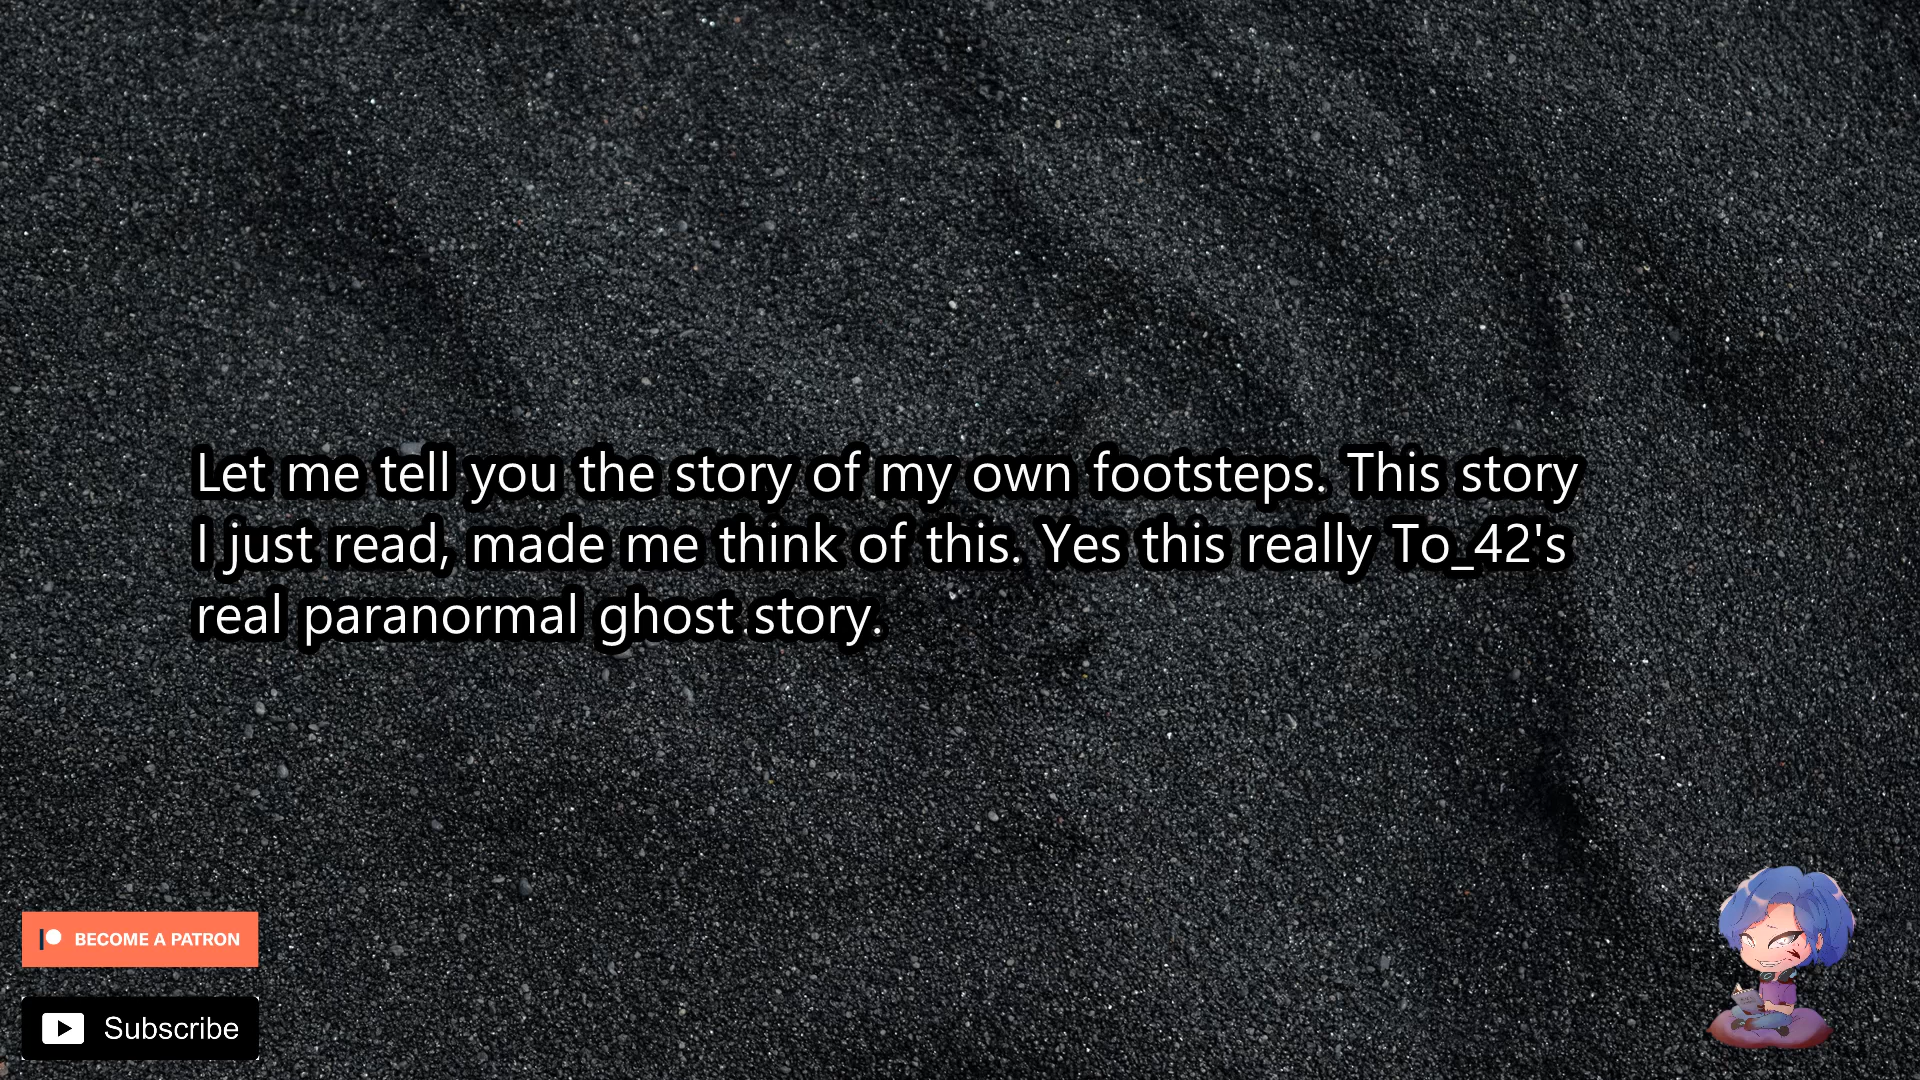 Let me tell you the story of my own footsteps. This story
I just read, made me think of this. Yes this really To_42's
real paranormal ghost story.
BECOME A PATRON
Subscribe